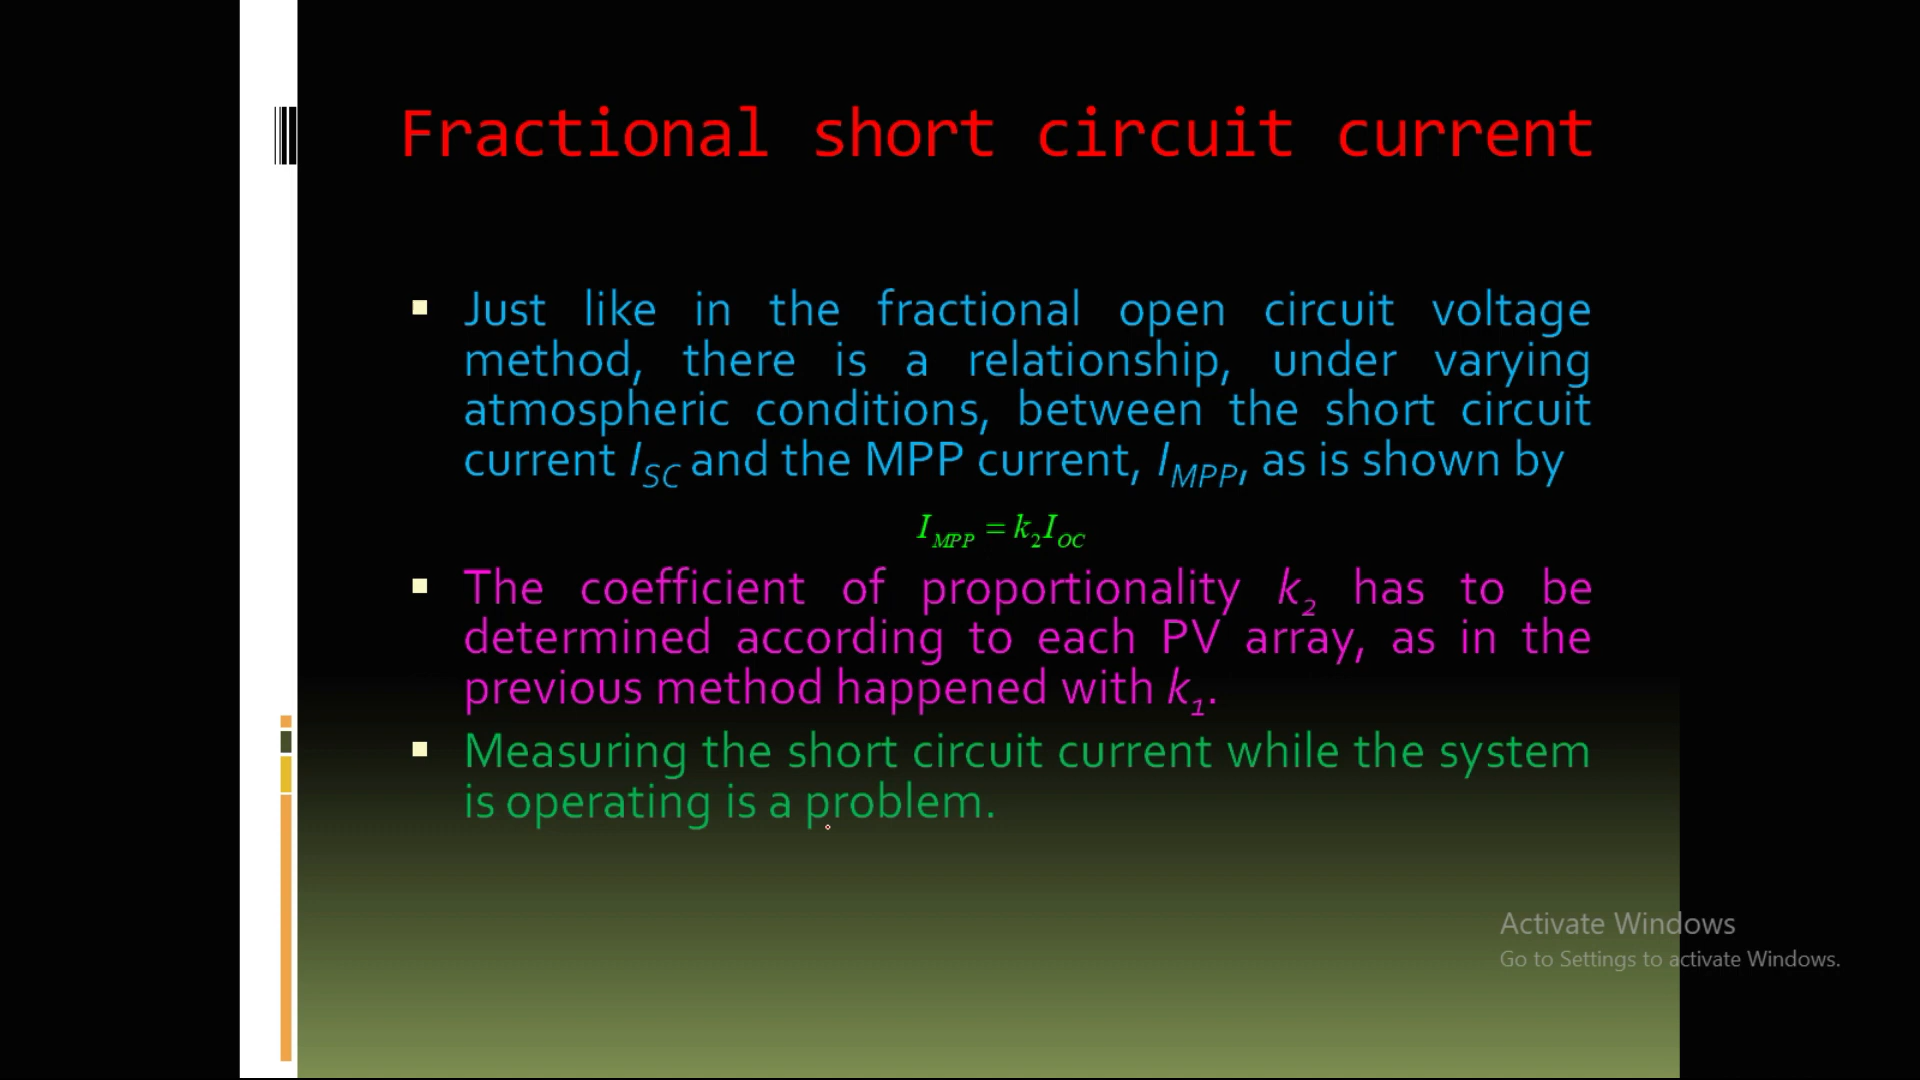 Fractional short circuit current
Just like in the fractional open circuit voltage
method, there is a relationship, under varying
atmospheric conditions, between the short circuit
current I_SC and the MPP current, I_MPP, as is shown by
I_MPP = k_2 I_OC
The coefficient of proportionality k_2 has to be
determined according to each PV array, as in the
previous method happened with k_1.
Measuring the short circuit current while the system
is operating is a problem.
Activate Windows
Go to Settings to activate Windows.